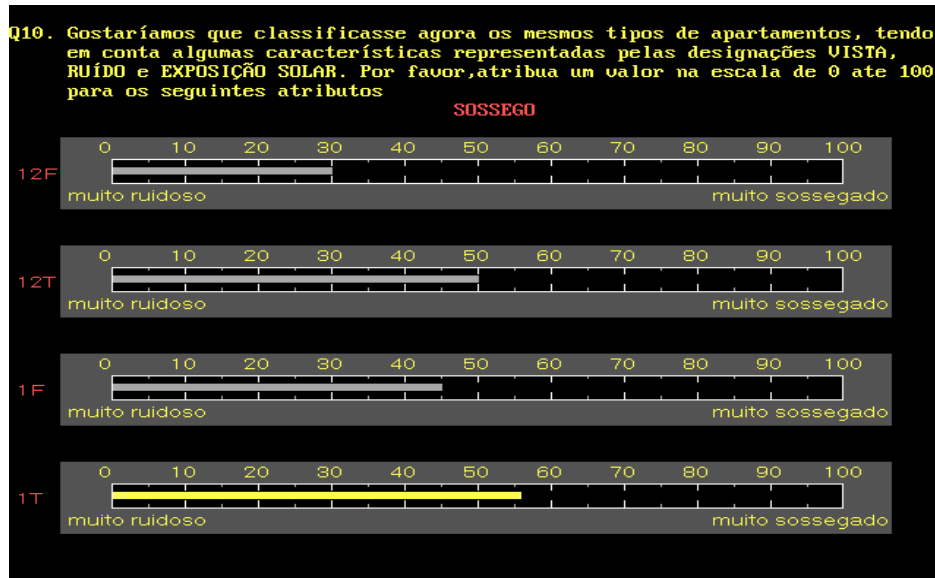 Q10. Gostaríamos que classificasse agora os mesmos tipos de apartamentos, tendo
em conta algumas características representadas pelas designações VISTA,
RUíDO e EXPOSIÇÃO SOLAR. Por favor,atribua um valor na escala de 0 ate 100
para os seguintes atributos
SOSSEGO
0 10 20 30 40 50 60 70 80 90 100
12F
muito ruidoso muito sossegado
0 10 20 30 40 50 60 70 80 90 100
12T
muito ruidoso muito sossegado
0 10 20 30 40 50 60 70 80 90 100
1F
muito ruidoso muito sossegado
0 10 20 30 40 50 60 70 80 90 100
1T
muito ruidoso muito sossegado